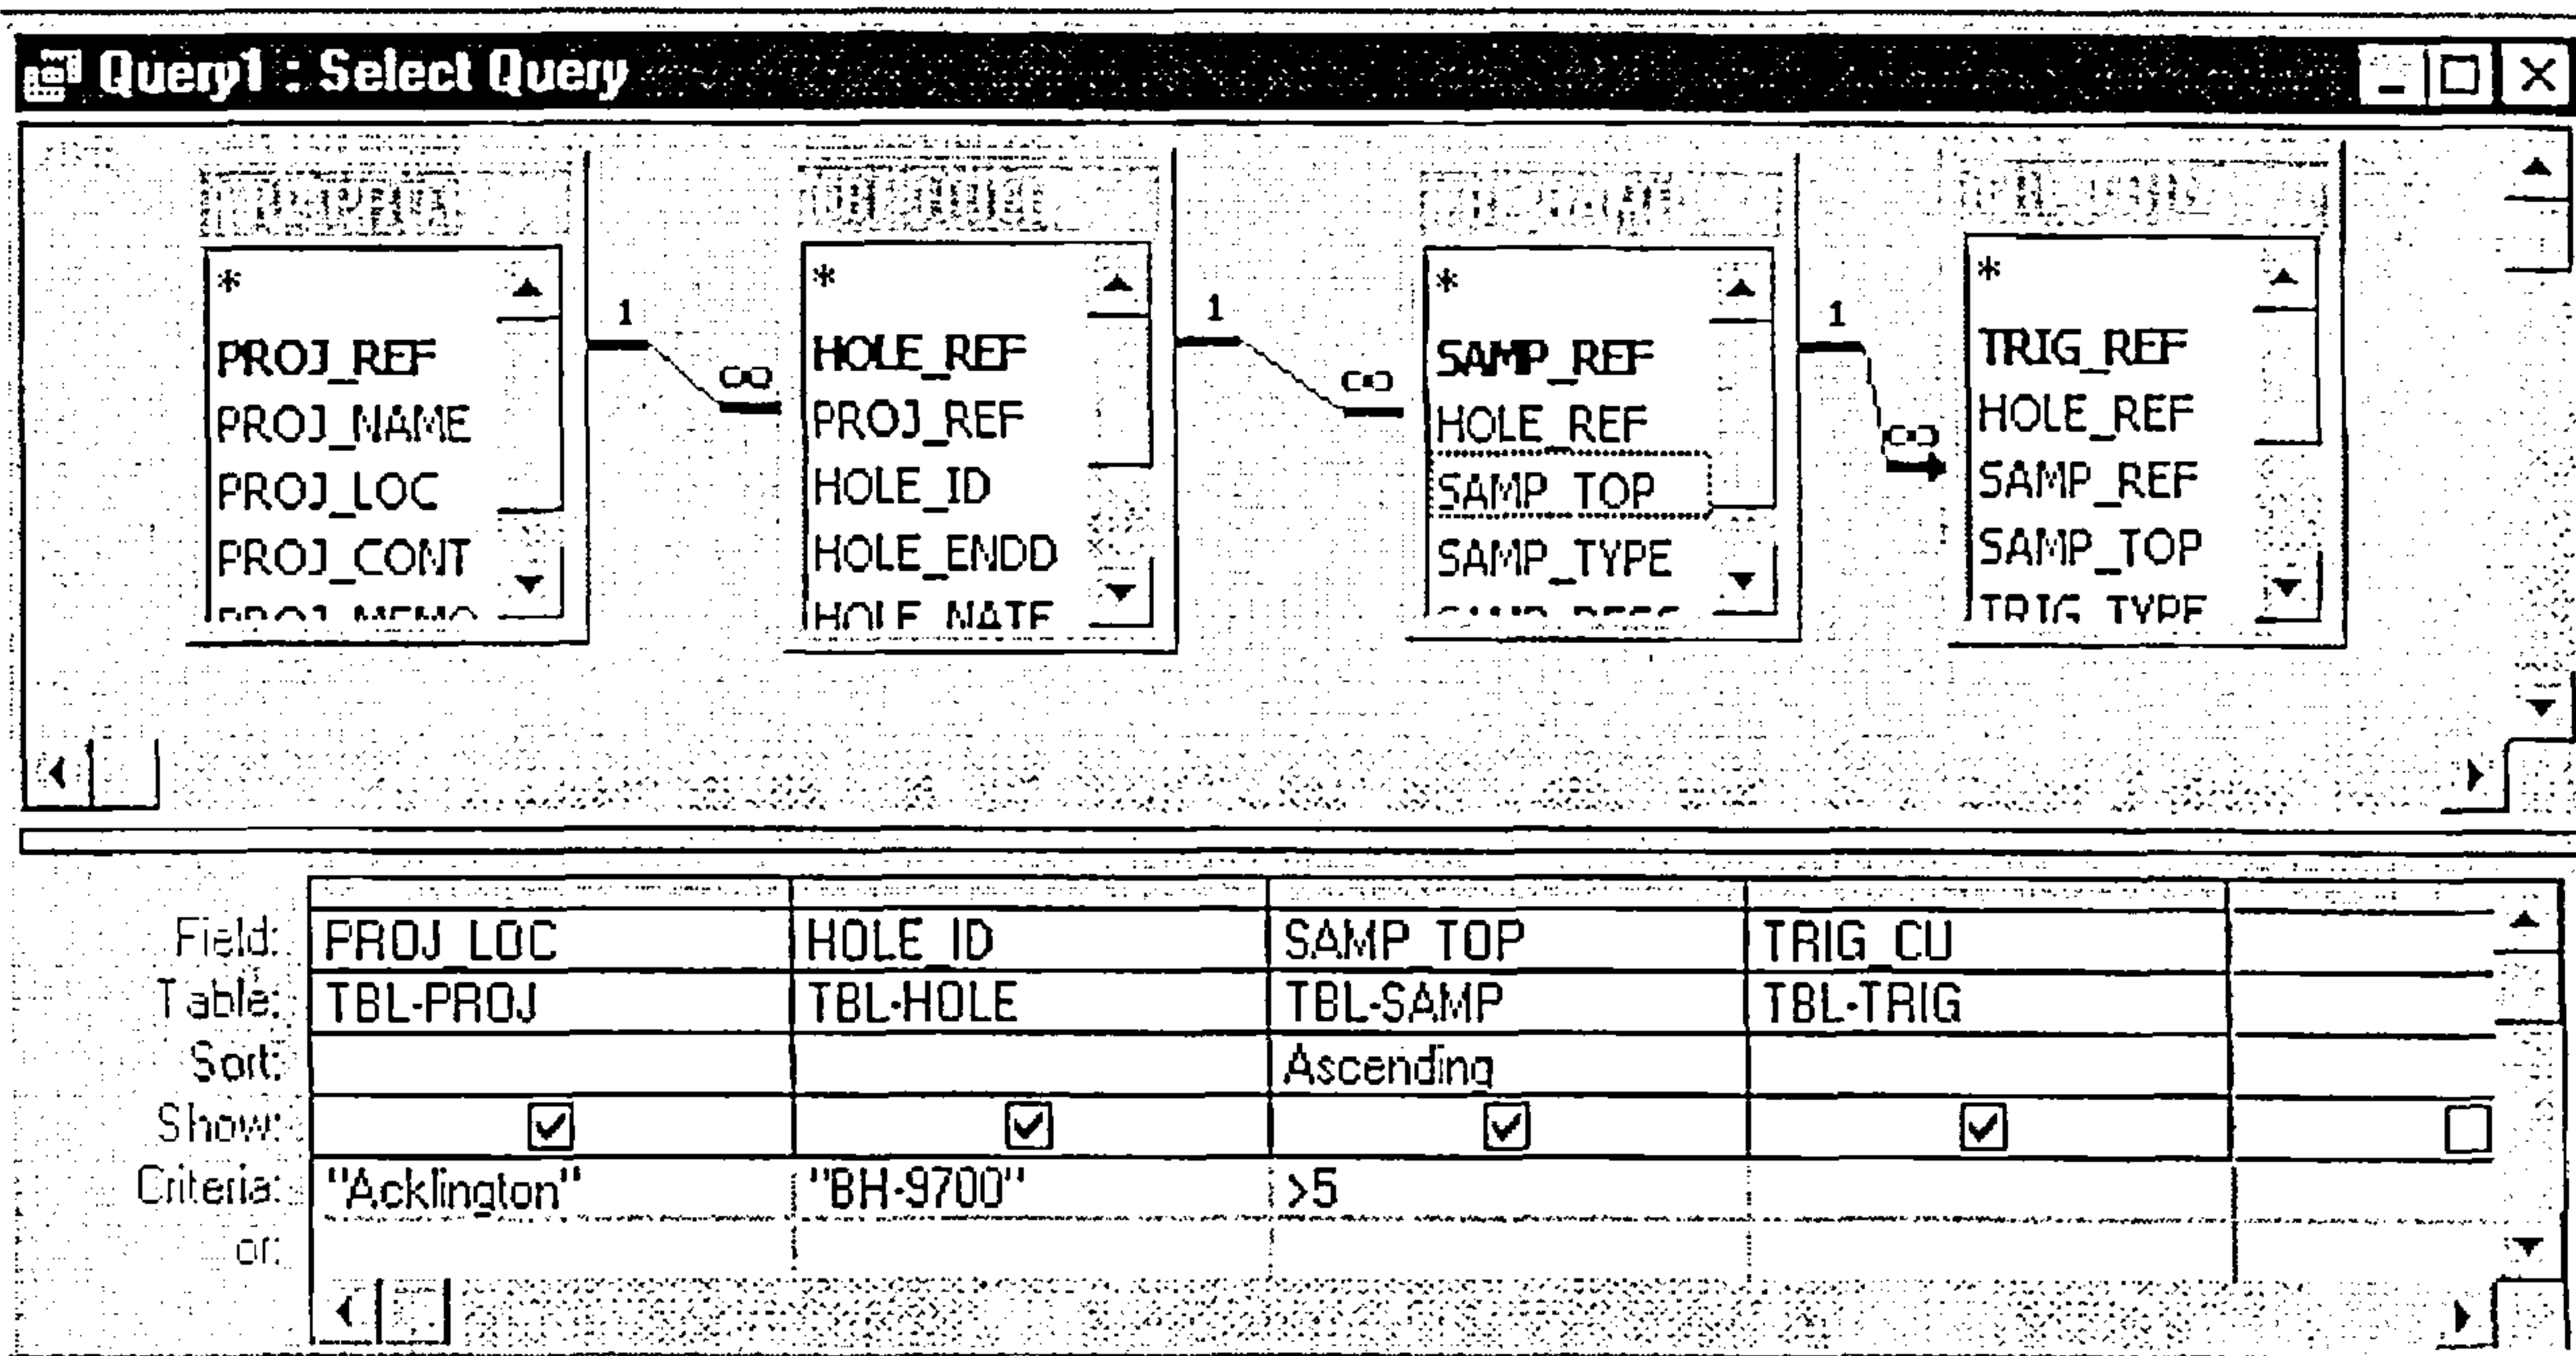 Query1 : Select Query
*
PROJ_REF
PROJ_NAME
PROJ_LOC
PROJ_CONT
PROJ_MEMO
1
∞
*
HOLE_REF
PROJ_REF
HOLE_ID
HOLE_ENDD
HOLE_NATE
1
∞
*
SAMP_REF
HOLE_REF
SAMP_TOP
SAMP_TYPE
1
∞
*
TRIG_REF
HOLE_REF
SAMP_REF
SAMP_TOP
TRIG_TYPE
Field: PROJ_LOC HOLE_ID SAMP_TOP TRIG_CU
Table: TBL-PROJ TBL-HOLE TBL-SAMP TBL-TRIG
Sort: Ascending
Show:
Criteria: "Acklington" "BH-9700" >5
or: